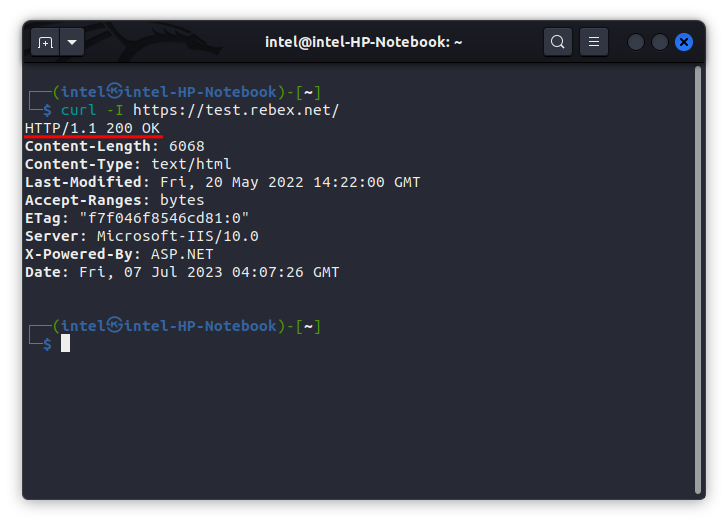 intel@intel-HP-Notebook: ~
┌──(intel㉿intel-HP-Notebook)-[~]
└─$ curl -I https://test.rebex.net/
HTTP/1.1 200 OK
Content-Length: 6068
Content-Type: text/html
Last-Modified: Fri, 20 May 2022 14:22:00 GMT
Accept-Ranges: bytes
ETag: "f7f046f8546cd81:0"
Server: Microsoft-IIS/10.0
X-Powered-By: ASP.NET
Date: Fri, 07 Jul 2023 04:07:26 GMT
┌──(intel㉿intel-HP-Notebook)-[~]
└─$